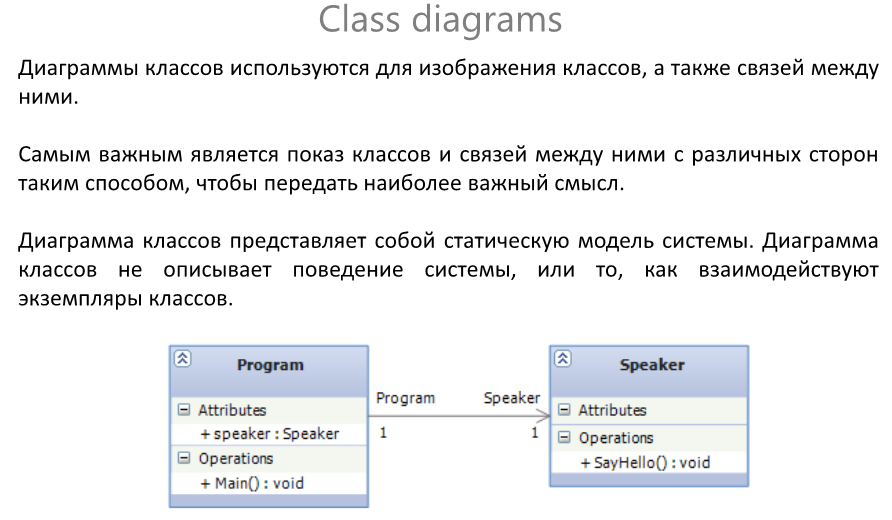 Class diagrams
Диаграммы классов используются для изображения классов, а также связей между
ними.
Самым важным является показ классов и связей между ними с различных сторон
таким способом, чтобы передать наиболее важный смысл.
Диаграмма классов представляет собой статическую модель системы. Диаграмма
классов не описывает поведение системы, или то, как взаимодействуют
экземпляры классов.
Program
Attributes
+ speaker : Speaker
Operations
+ Main() : void
Program Speaker
1 1
Speaker
Attributes
Operations
+ SayHello() : void